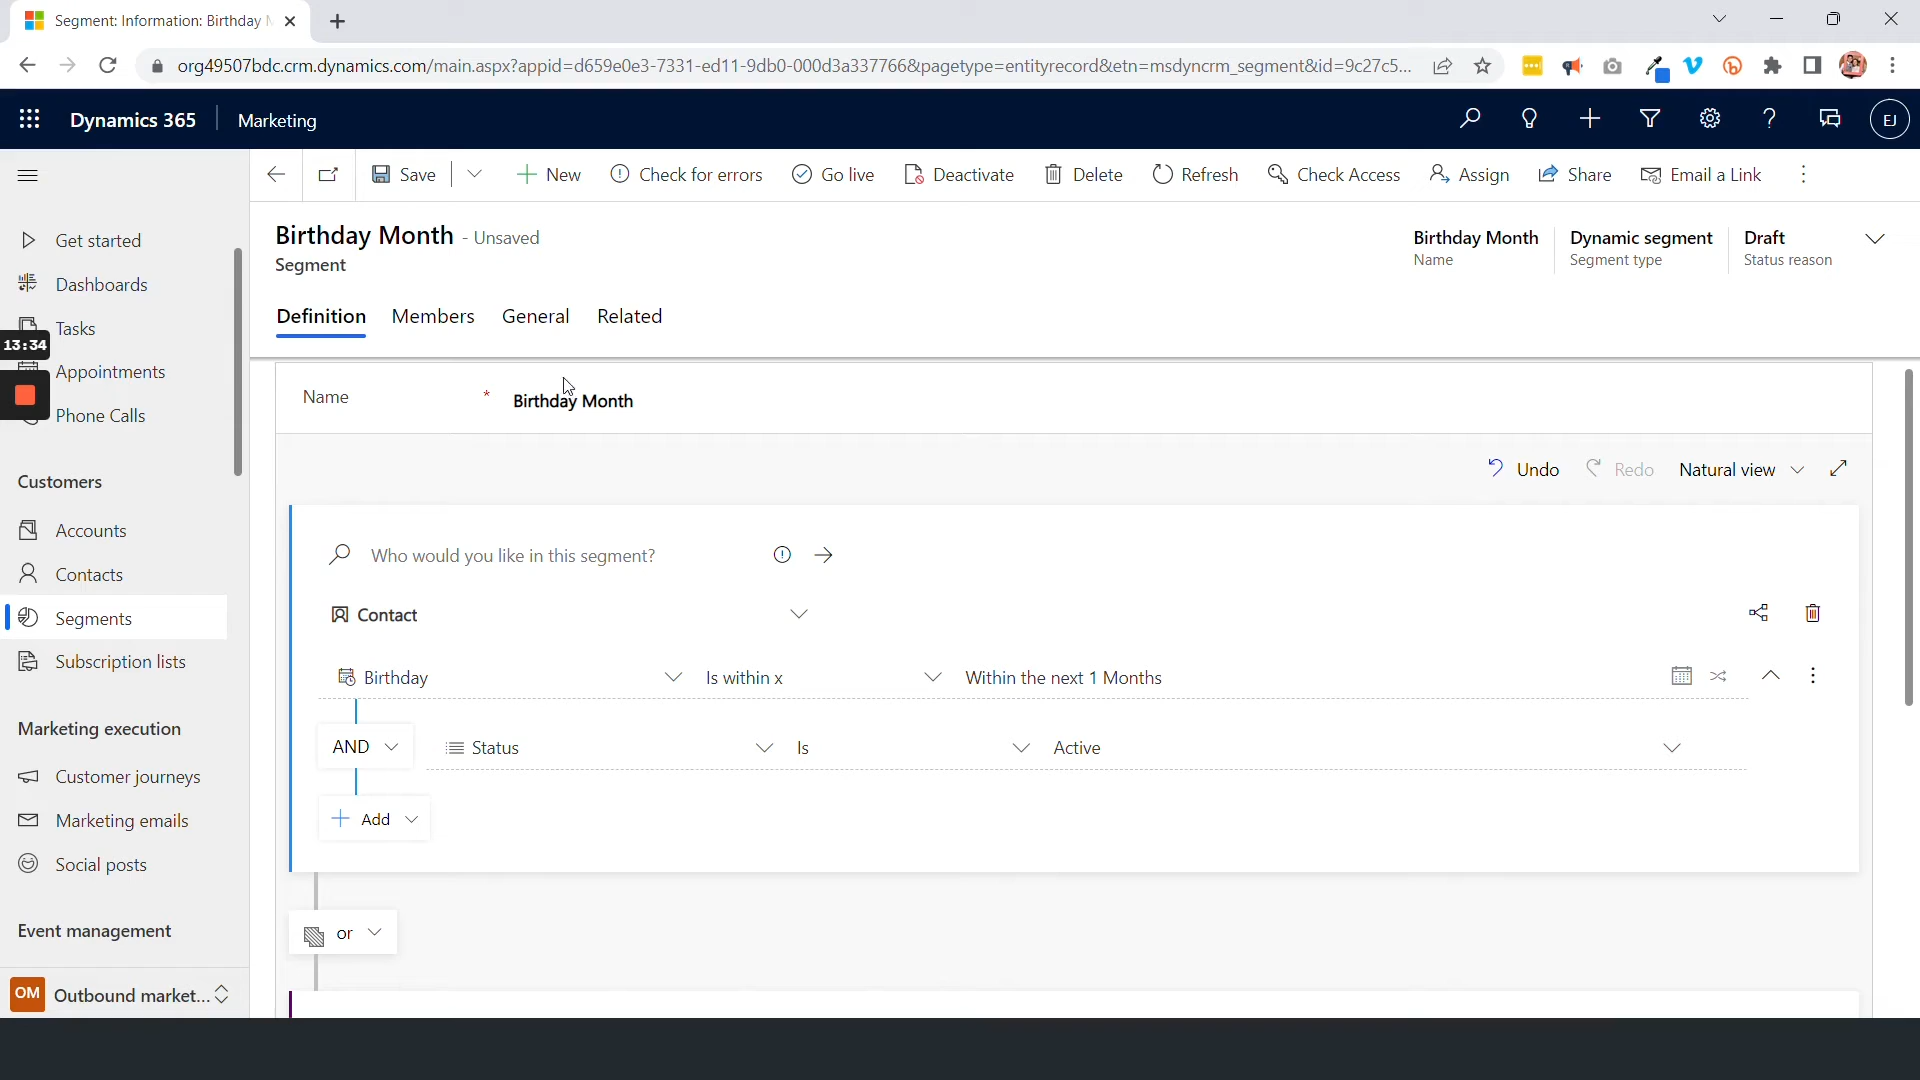 Segment: Information: Birthday M
org49507bdc.crm.dynamics.com/main.aspx?appid=d659e0e3-7331-ed11-9db0-000d3a337766&pagetype=entityrecord&etn=msdyncrm_segment&id=9c27c5...
Dynamics 365
Marketing
EJ
Save
New
Check for errors
Go live
Deactivate
Delete
Refresh
Check Access
Assign
Share
Email a Link
Birthday Month - Unsaved
Segment
Birthday Month
Name
Dynamic segment
Segment type
Draft
Status reason
Definition
Members
General
Related
Get started
Dashboards
Tasks
13:34
Appointments
Phone Calls
Customers
Accounts
Contacts
Segments
Subscription lists
Marketing execution
Customer journeys
Marketing emails
Social posts
Event management
OM
Outbound market...
Name * Birthday Month
Undo
Redo
Natural view
Who would you like in this segment?
Contact
Birthday
Is within x
Within the next 1 Months
AND
Status
Is
Active
Add
or